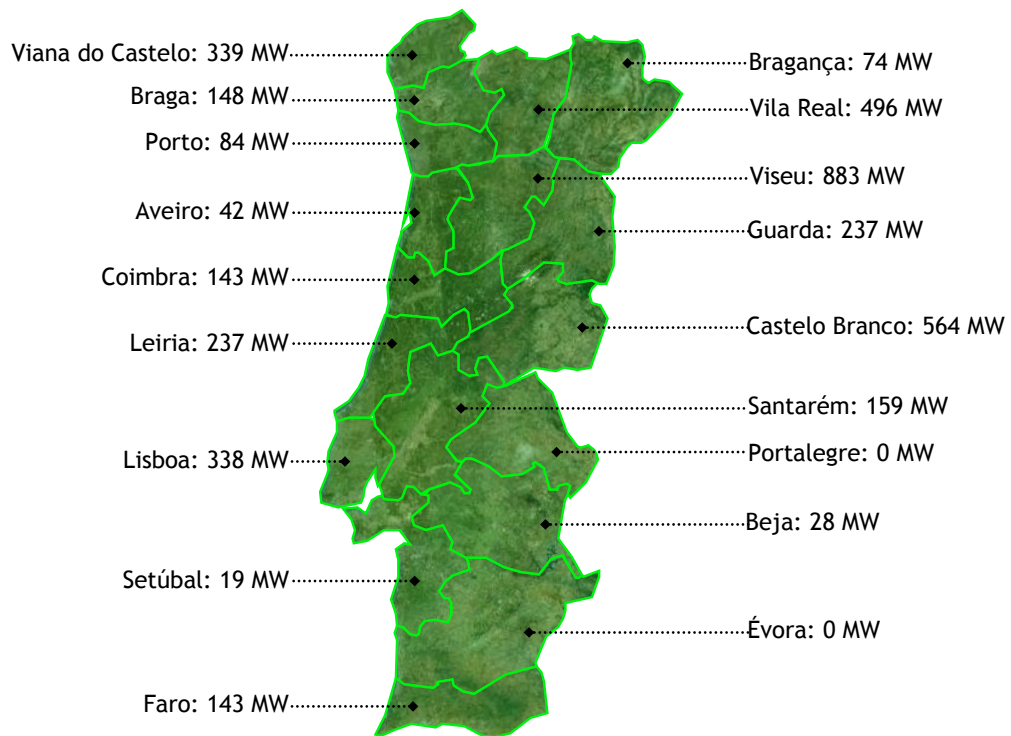 Viana do Castelo: 339 MW
Braga: 148 MW
Porto: 84 MW
Aveiro: 42 MW
Coimbra: 143 MW
Leiria: 237 MW
Lisboa: 338 MW
Setúbal: 19 MW
Faro: 143 MW
Bragança: 74 MW
Vila Real: 496 MW
Viseu: 883 MW
Guarda: 237 MW
Castelo Branco: 564 MW
Santarém: 159 MW
Portalegre: 0 MW
Beja: 28 MW
Évora: 0 MW